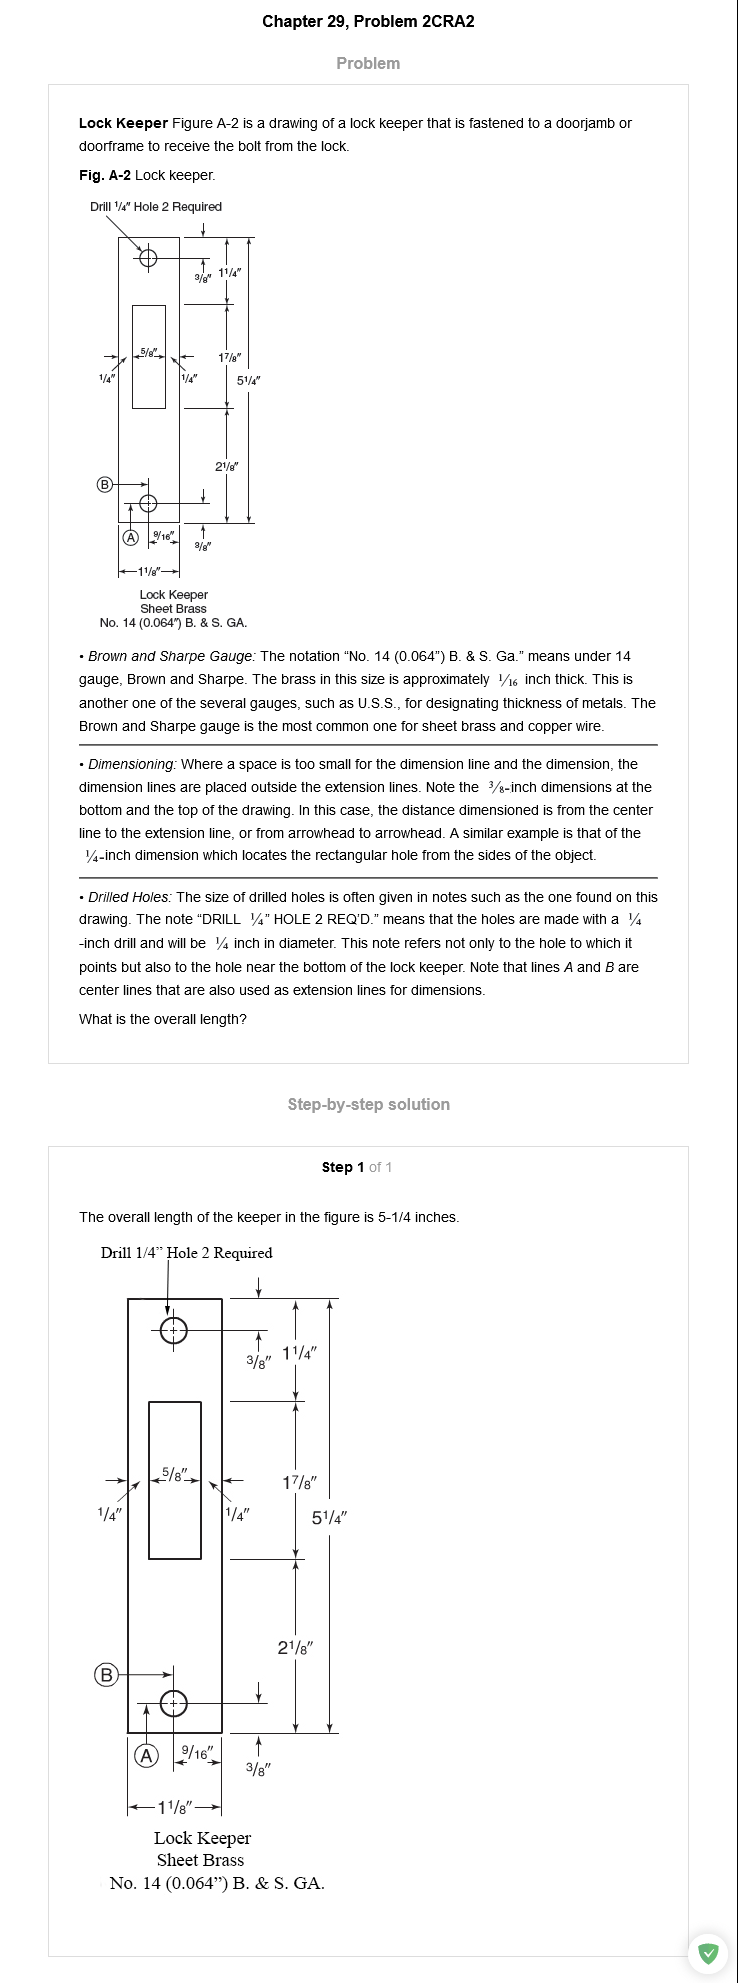 Chapter 29, Problem 2CRA2
Problem
Lock Keeper Figure A-2 is a drawing of a lock keeper that is fastened to a doorjamb or
doorframe to receive the bolt from the lock.
Fig. A-2 Lock keeper.
Drill 1/4″ Hole 2 Required
3/8″ 1 1/4″
5/8″
1 7/8″
1/4″ 1/4″
5 1/4″
2 1/8″
B
A 9/16″
3/8″
1 1/8″
Lock Keeper
Sheet Brass
No. 14 (0.064″) B. & S. GA.
• Brown and Sharpe Gauge: The notation “No. 14 (0.064”) B. & S. Ga.” means under 14
gauge, Brown and Sharpe. The brass in this size is approximately 1/16 inch thick. This is
another one of the several gauges, such as U.S.S., for designating thickness of metals. The
Brown and Sharpe gauge is the most common one for sheet brass and copper wire.
• Dimensioning: Where a space is too small for the dimension line and the dimension, the
dimension lines are placed outside the extension lines. Note the 3/8-inch dimensions at the
bottom and the top of the drawing. In this case, the distance dimensioned is from the center
line to the extension line, or from arrowhead to arrowhead. A similar example is that of the
1/4-inch dimension which locates the rectangular hole from the sides of the object.
• Drilled Holes: The size of drilled holes is often given in notes such as the one found on this
drawing. The note “DRILL 1/4” HOLE 2 REQ’D.” means that the holes are made with a 1/4
-inch drill and will be 1/4 inch in diameter. This note refers not only to the hole to which it
points but also to the hole near the bottom of the lock keeper. Note that lines A and B are
center lines that are also used as extension lines for dimensions.
What is the overall length?
Step-by-step solution
Step 1 of 1
The overall length of the keeper in the figure is 5-1/4 inches.
Drill 1/4” Hole 2 Required
3/8″ 1 1/4″
5/8″
1 7/8″
1/4″ 1/4″
5 1/4″
2 1/8″
B
A 9/16″
3/8″
1 1/8″
Lock Keeper
Sheet Brass
No. 14 (0.064”) B. & S. GA.